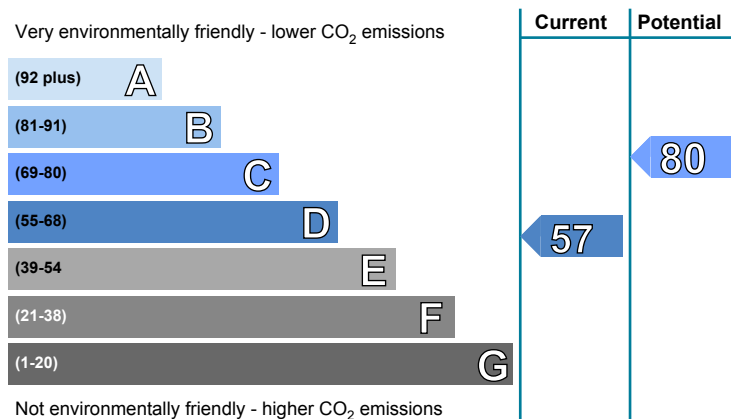 Very environmentally friendly - lower CO₂ emissions
Current
Potential
(92 plus) A
(81-91) B
(69-80) C
80
(55-68) D
57
(39-54 E
(21-38) F
(1-20) G
Not environmentally friendly - higher CO₂ emissions